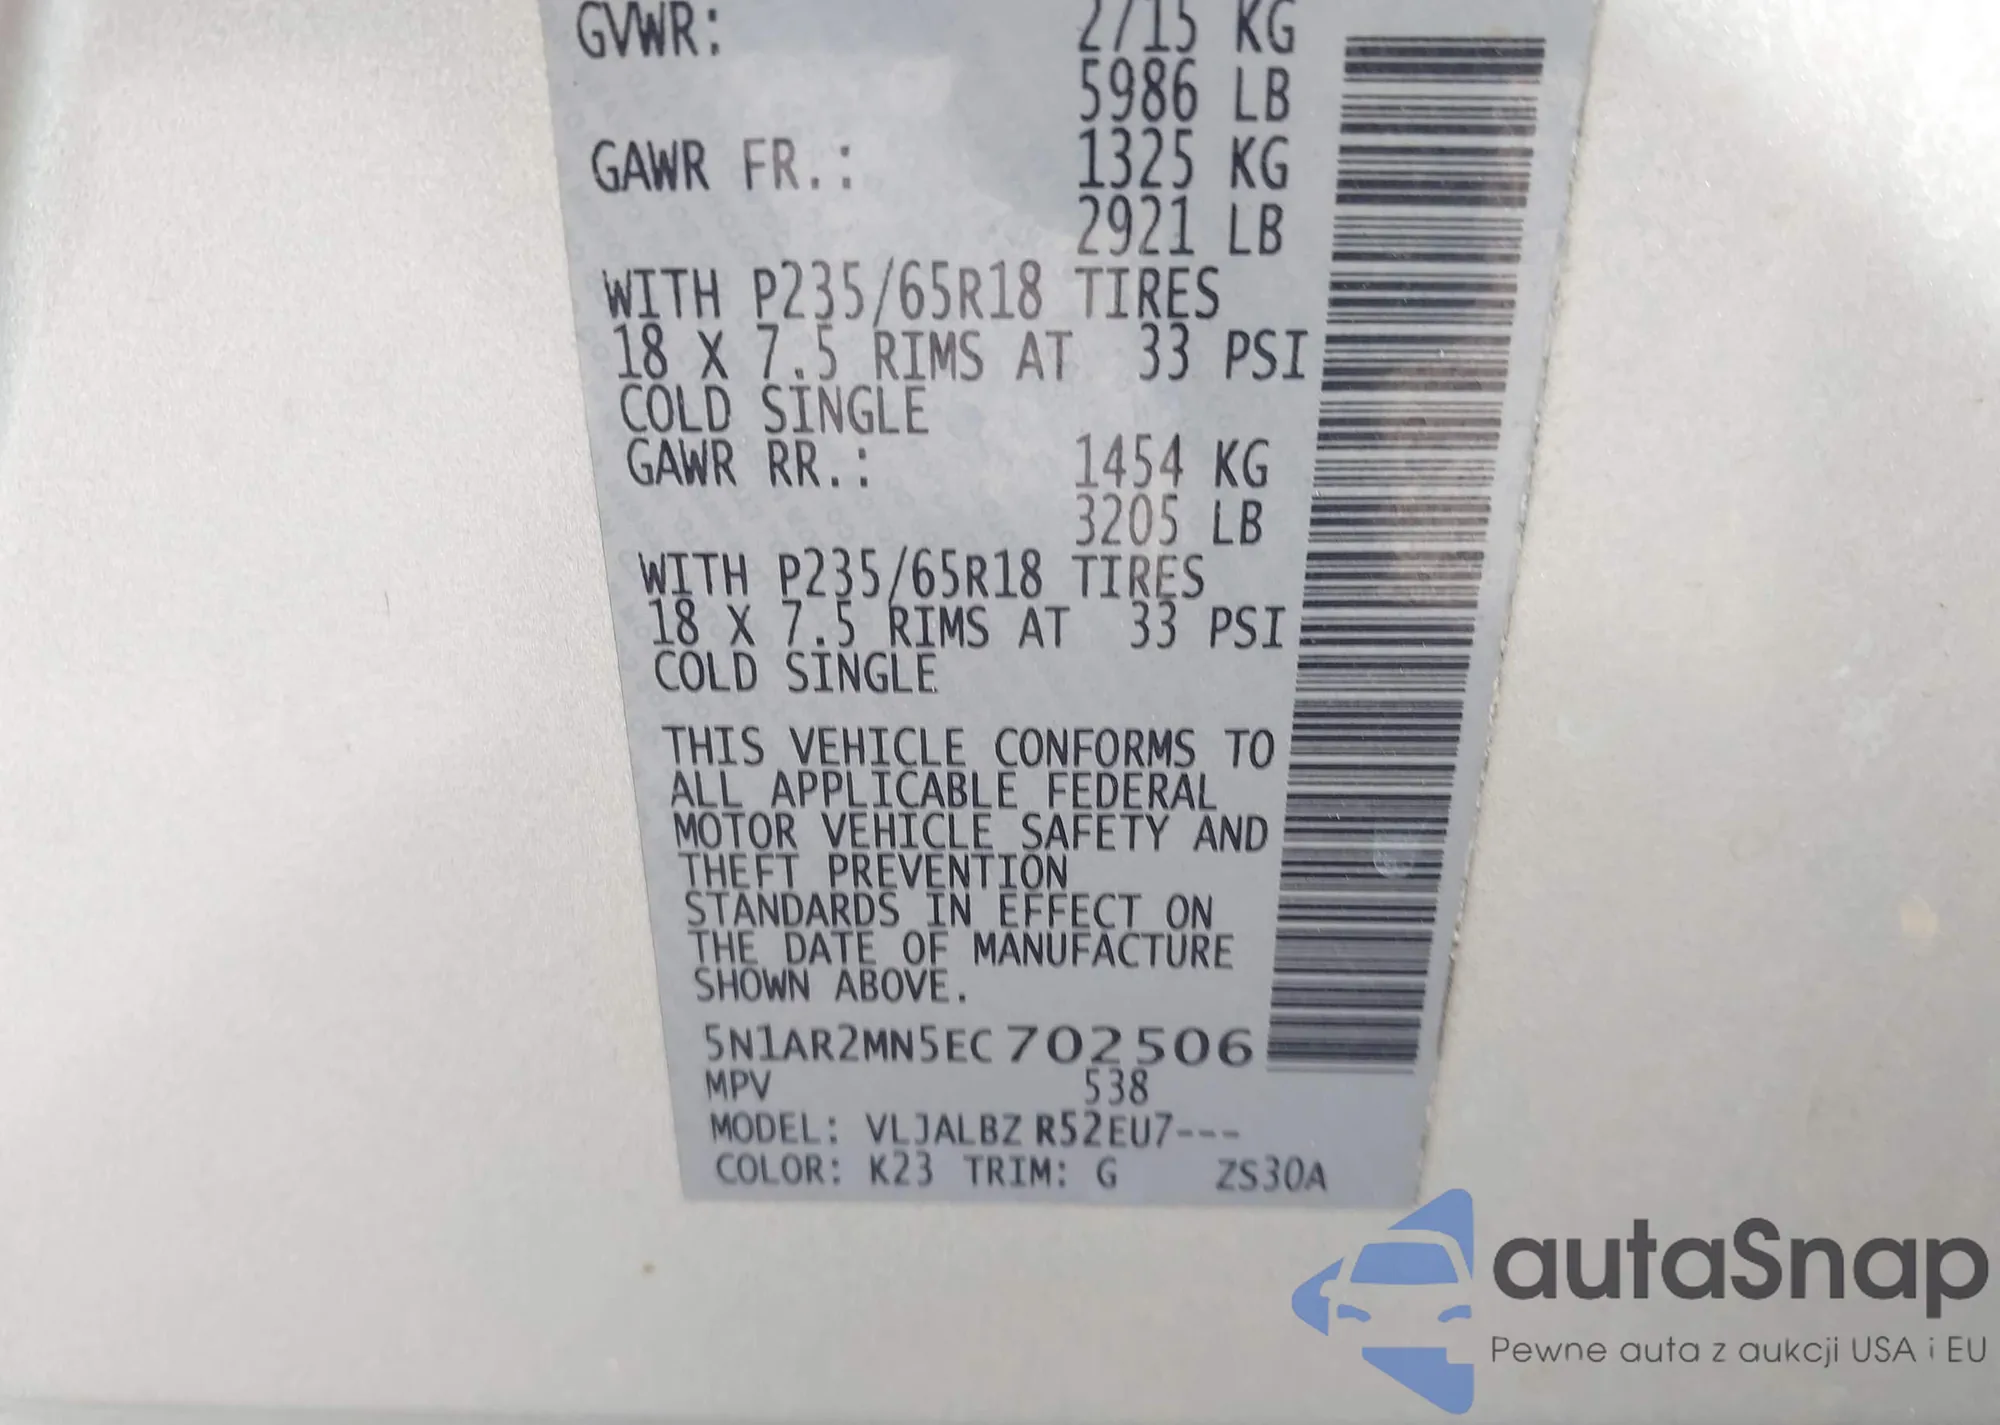 GVWR: 2715 KG
5986 LB
GAWR FR.: 1325 KG
2921 LB
WITH P235/65R18 TIRES
18 X 7.5 RIMS AT 33 PSI
COLD SINGLE
GAWR RR.: 1454 KG
3205 LB
WITH P235/65R18 TIRES
18 X 7.5 RIMS AT 33 PSI
COLD SINGLE
THIS VEHICLE CONFORMS TO
ALL APPLICABLE FEDERAL
MOTOR VEHICLE SAFETY AND
THEFT PREVENTION
STANDARDS IN EFFECT ON
THE DATE OF MANUFACTURE
SHOWN ABOVE.
5N1AR2MN5EC702506
MPV 538
MODEL: VLJALBZ R52EU7---
COLOR: K23 TRIM: G ZS30A
autaSnap
Pewne auta z aukcji USA i EU